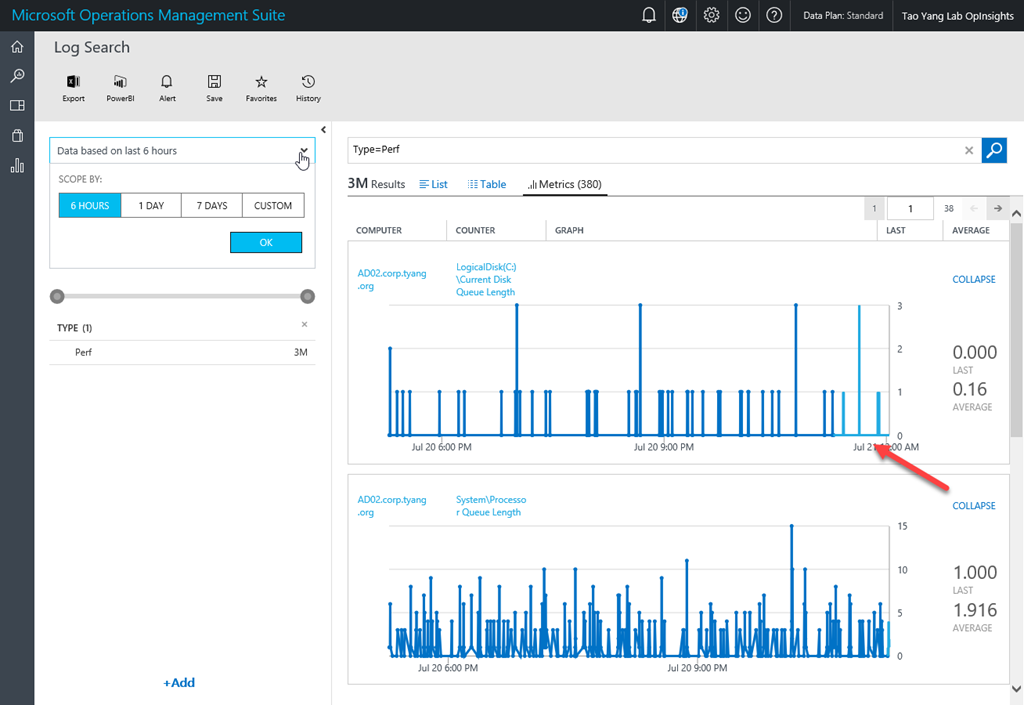 Microsoft Operations Management Suite
Data Plan: Standard
Tao Yang Lab OpInsights
Log Search
Export
PowerBI
Alert
Save
Favorites
History
Data based on last 6 hours
SCOPE BY:
6 HOURS
1 DAY
7 DAYS
CUSTOM
OK
TYPE (1)
Perf
3M
+Add
Type=Perf
3M Results
List
Table
Metrics (380)
1
1
38
COMPUTER
COUNTER
GRAPH
LAST
AVERAGE
AD02.corp.tyang
.org
LogicalDisk(C:)
\Current Disk
Queue Length
COLLAPSE
3
2
1
0
Jul 20 6:00 PM
Jul 20 9:00 PM
Jul 21 :00 AM
0.000
LAST
0.16
AVERAGE
AD02.corp.tyang
.org
System\Processo
r Queue Length
COLLAPSE
15
10
5
0
Jul 20 6:00 PM
Jul 20 9:00 PM
1.000
LAST
1.916
AVERAGE